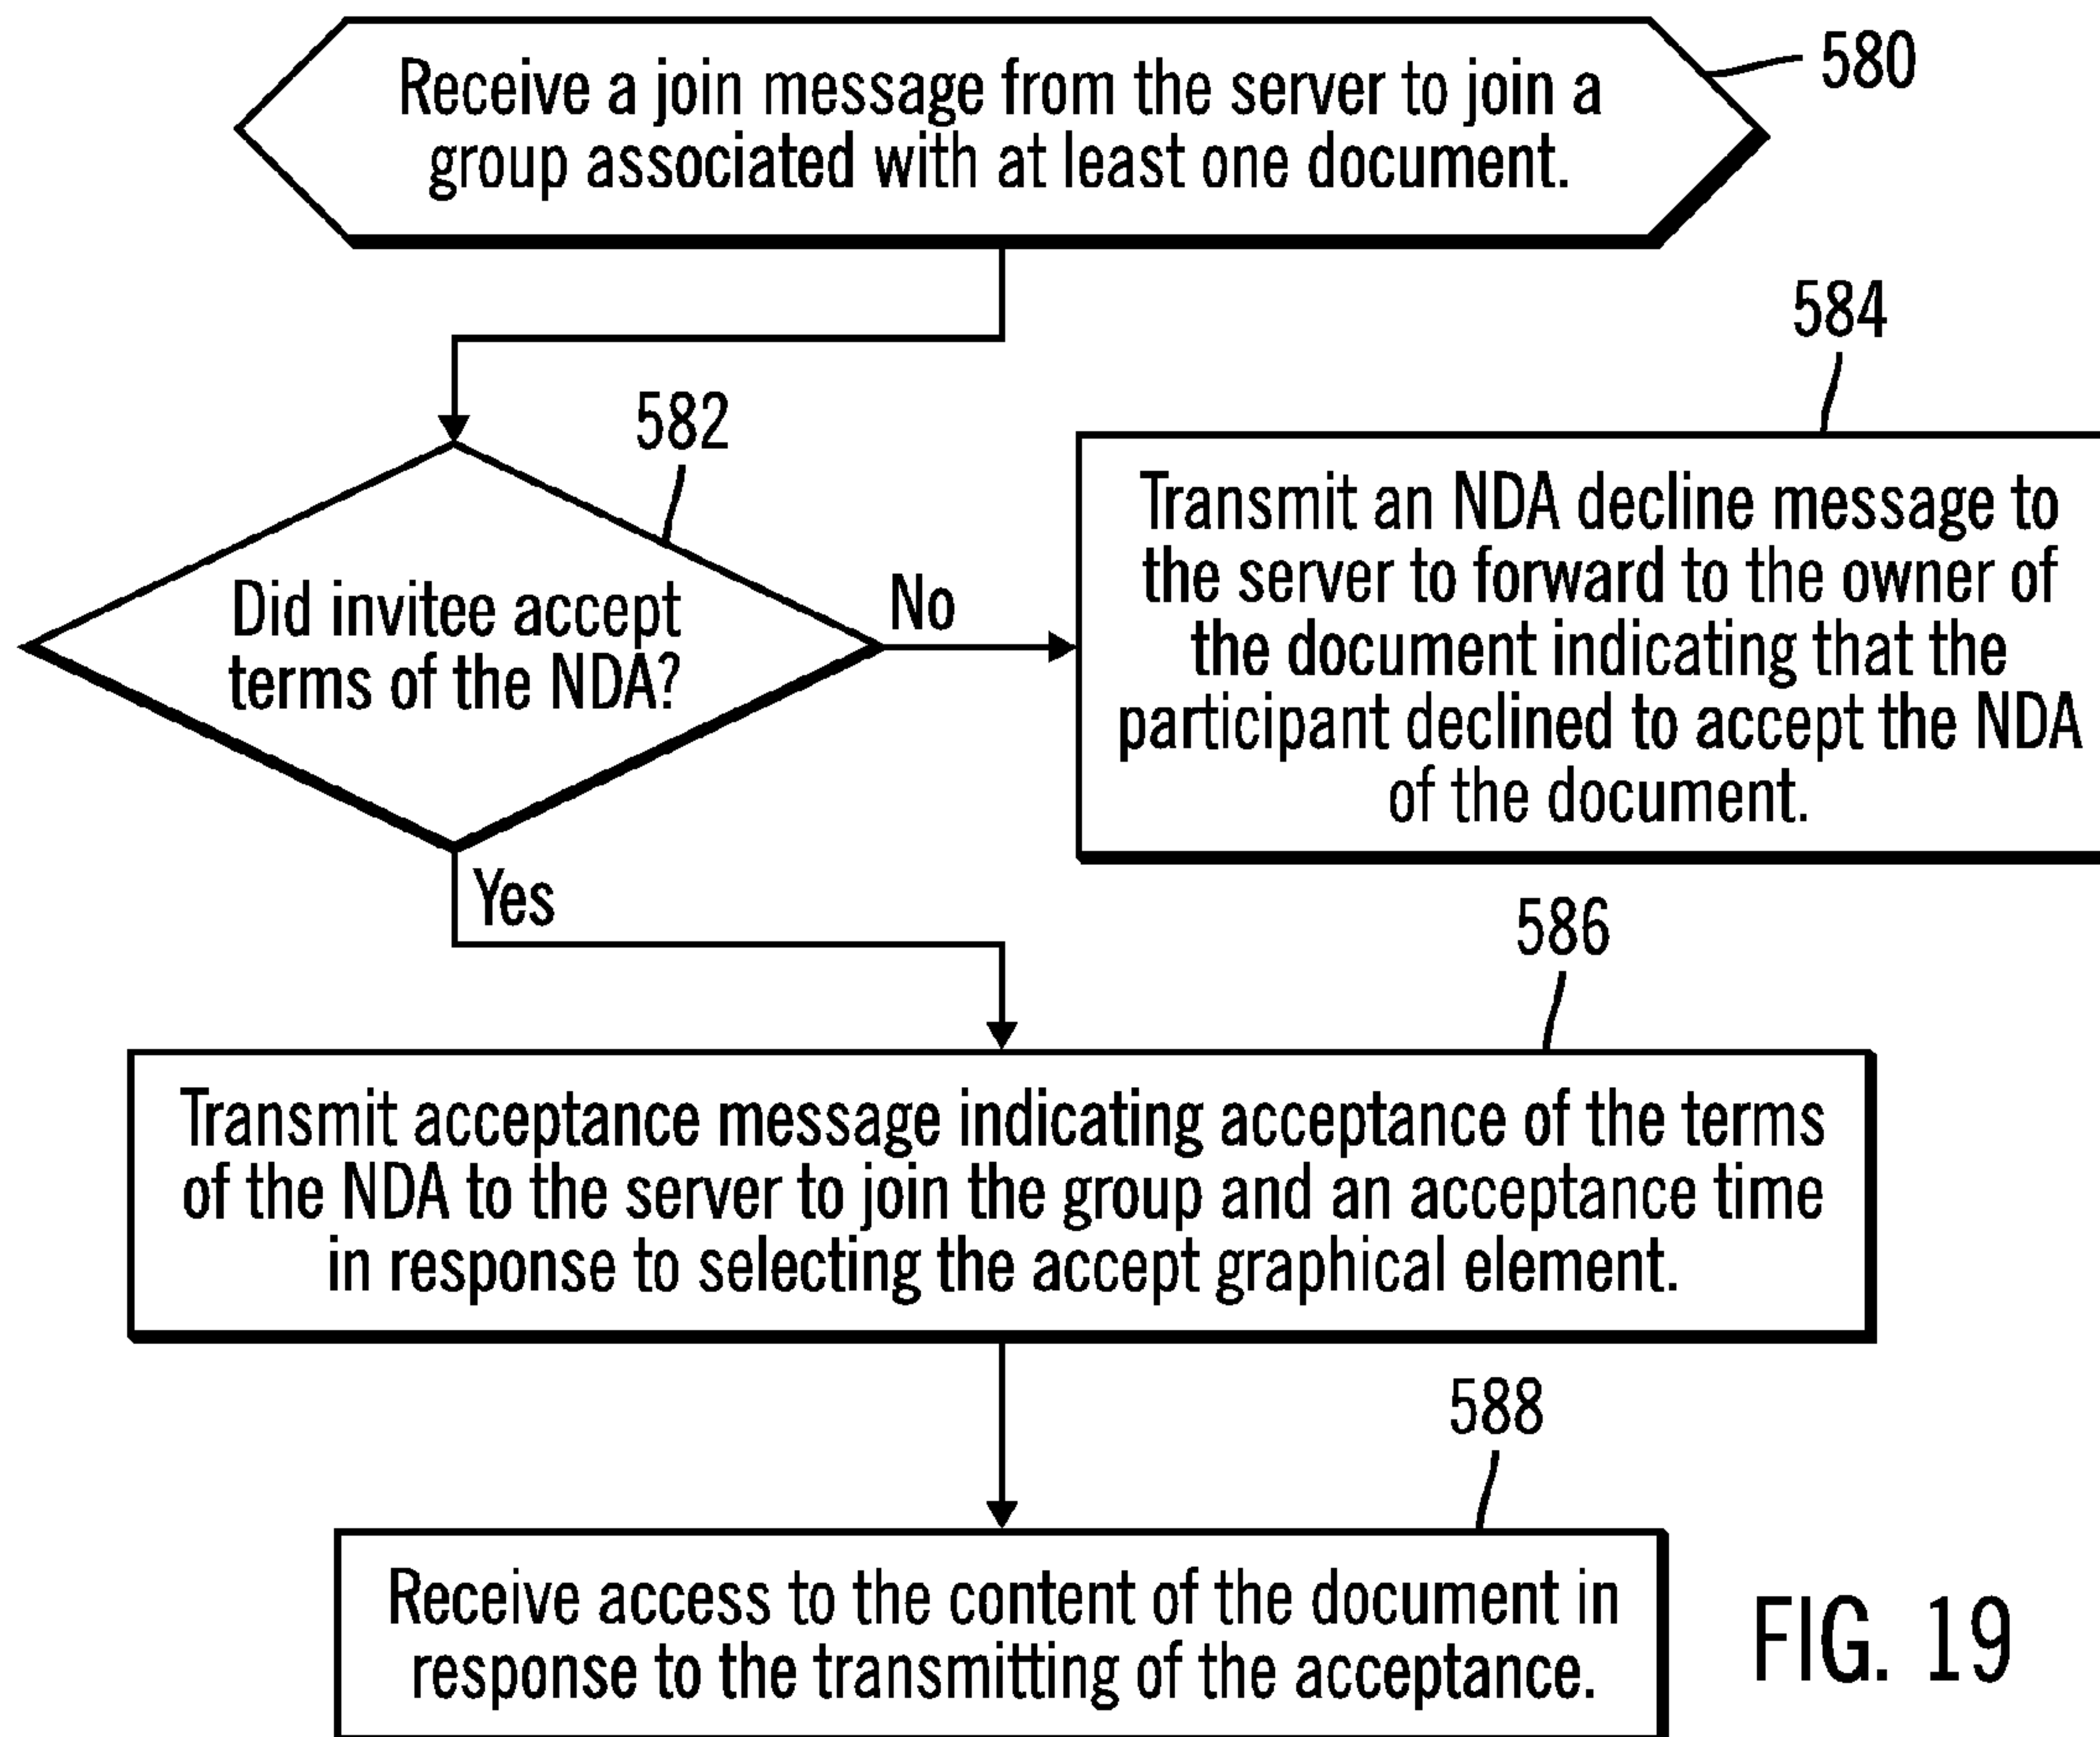 Receive a join message from the server to join a
group associated with at least one document.
580
582
Did invitee accept
terms of the NDA?
No
584
Transmit an NDA decline message to
the server to forward to the owner of
the document indicating that the
participant declined to accept the NDA
of the document.
Yes
586
Transmit acceptance message indicating acceptance of the terms
of the NDA to the server to join the group and an acceptance time
in response to selecting the accept graphical element.
588
Receive access to the content of the document in
response to the transmitting of the acceptance.
FIG. 19